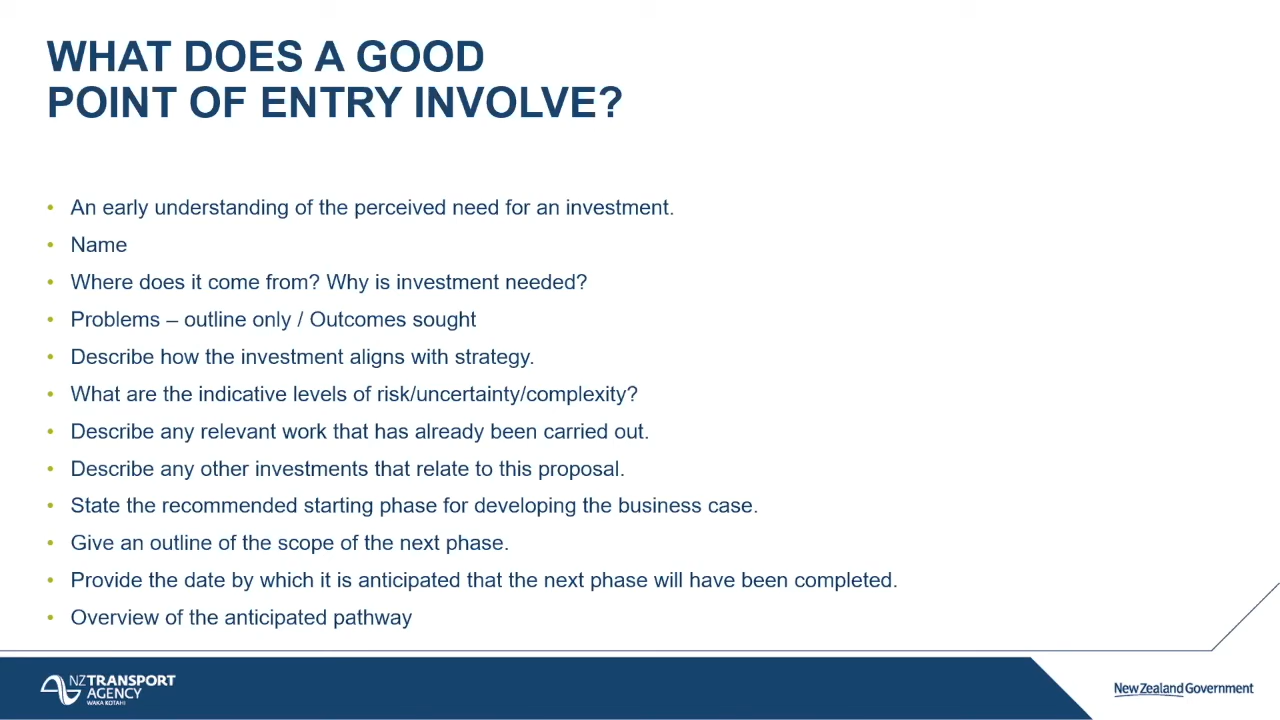 WHAT DOES A GOOD
POINT OF ENTRY INVOLVE?
• An early understanding of the perceived need for an investment.
• Name
• Where does it come from? Why is investment needed?
• Problems – outline only / Outcomes sought
• Describe how the investment aligns with strategy.
• What are the indicative levels of risk/uncertainty/complexity?
• Describe any relevant work that has already been carried out.
• Describe any other investments that relate to this proposal.
• State the recommended starting phase for developing the business case.
• Give an outline of the scope of the next phase.
• Provide the date by which it is anticipated that the next phase will have been completed.
• Overview of the anticipated pathway
NZTRANSPORT
AGENCY
WAKA KOTAHI
New Zealand Government